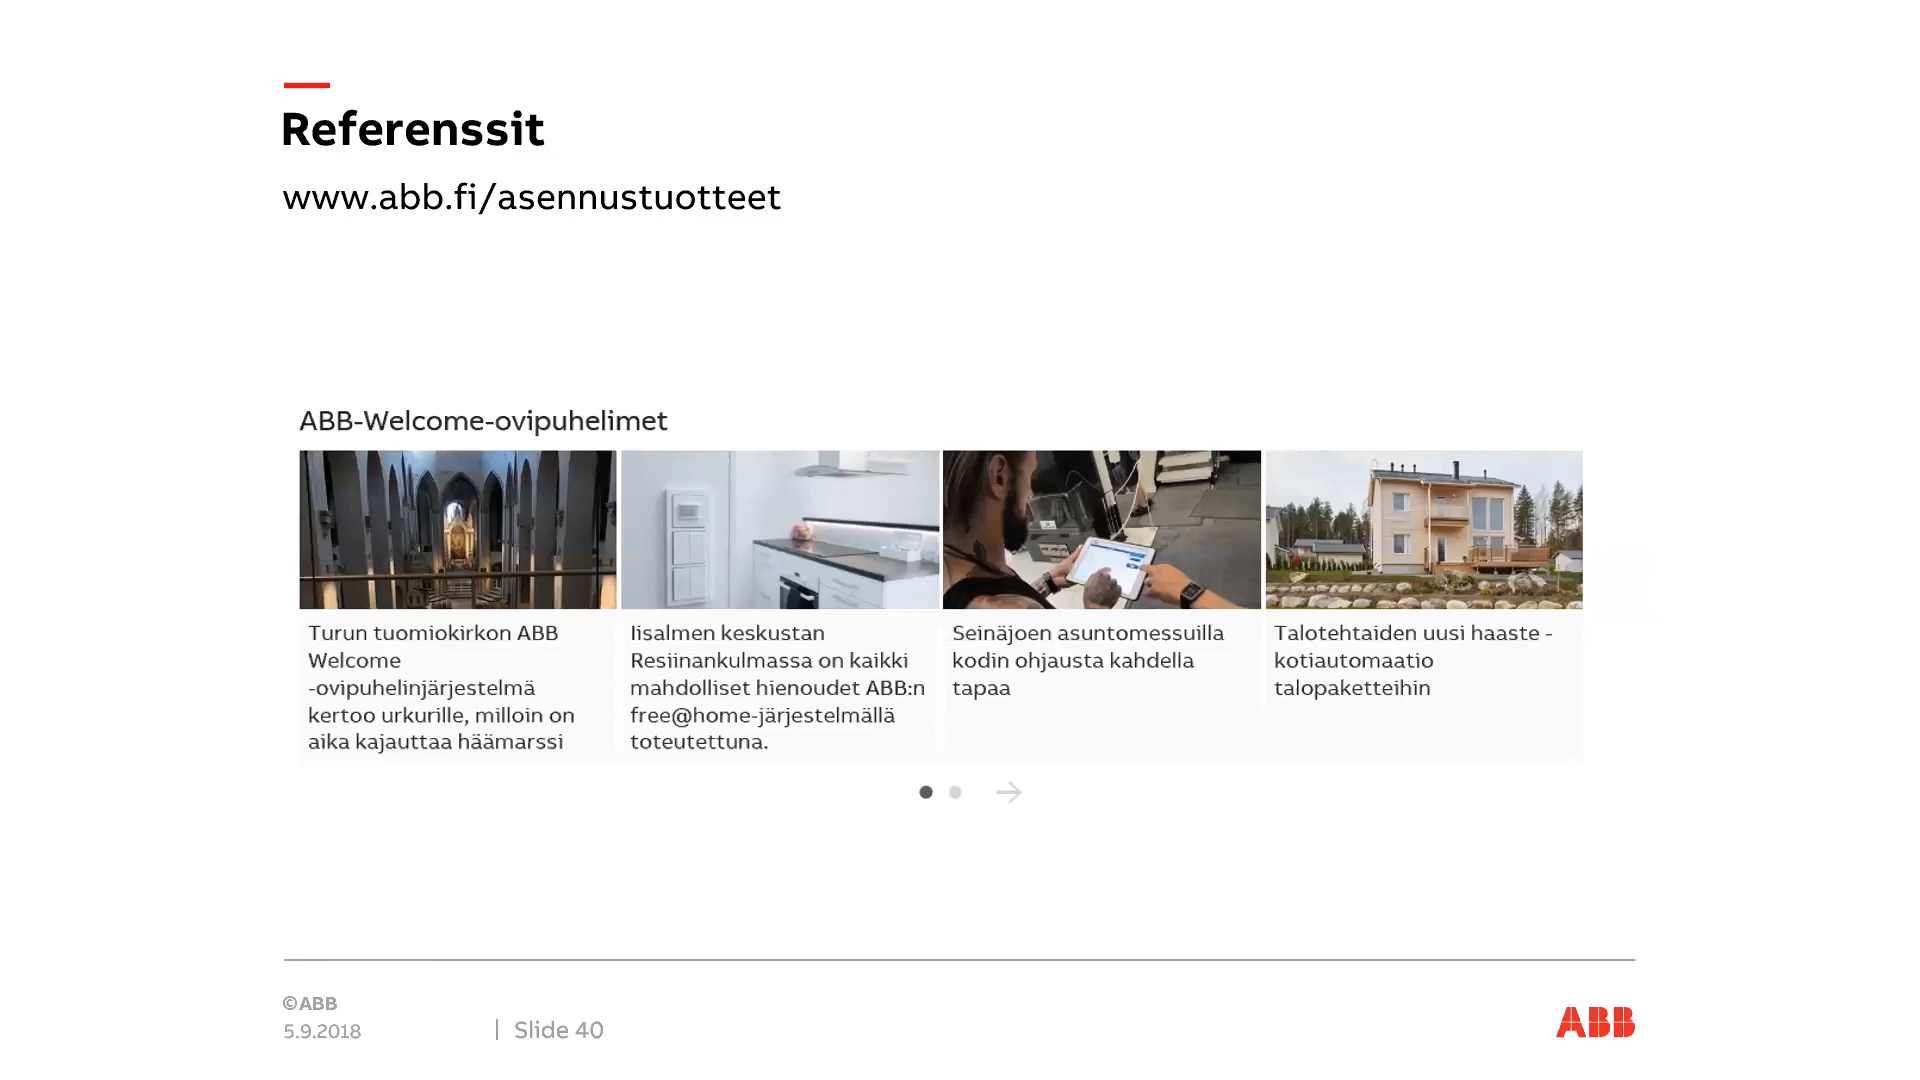 Referenssit
www.abb.fi/asennustuotteet
ABB-Welcome-ovipuhelimet
Turun tuomiokirkon ABB
Welcome
-ovipuhelinjärjestelmä
kertoo urkurille, milloin on
aika kajauttaa häämarssi
Iisalmen keskustan
Resiinankulmassa on kaikki
mahdolliset hienoudet ABB:n
free@home-järjestelmällä
toteutettuna.
Seinäjoen asuntomessuilla
kodin ohjausta kahdella
tapaa
Talotehtaiden uusi haaste -
kotiautomaatio
talopaketteihin
©ABB
5.9.2018
| Slide 40
ABB